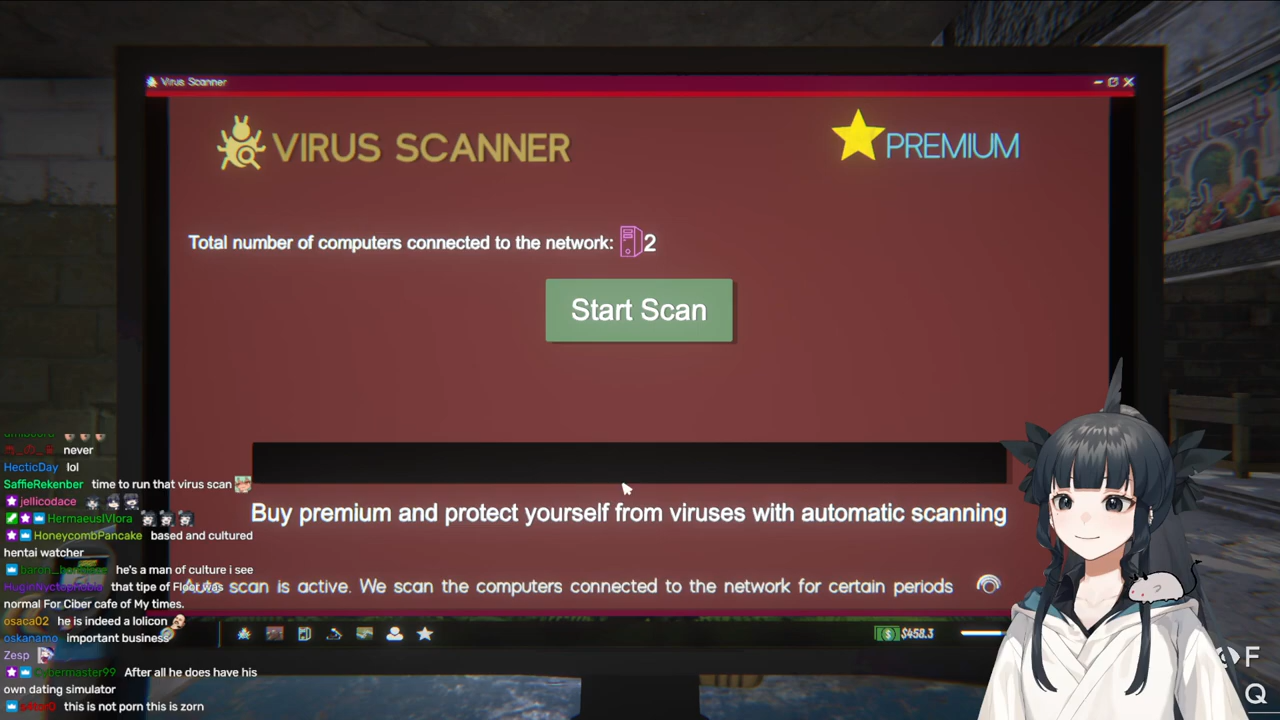 Virus Scanner
VIRUS SCANNER
PREMIUM
Total number of computers connected to the network: 2
Start Scan
Buy premium and protect yourself from viruses with automatic scanning
scan is active. We scan the computers connected to the network for certain periods
$458.3
F
Q
never
HecticDay lol
SaffieRekenber time to run that virus scan
jellicodace
HermaeusIVIora
HoneycombPancake based and cultured
hentai watcher
he's a man of culture i see
that tipe of Floor was
normal For Ciber cafe of My times.
osaca02 he is indeed a lolicon
oskanamo important business
Zesp
Cybermaster99 After all he does have his
own dating simulator
this is not porn this is zorn